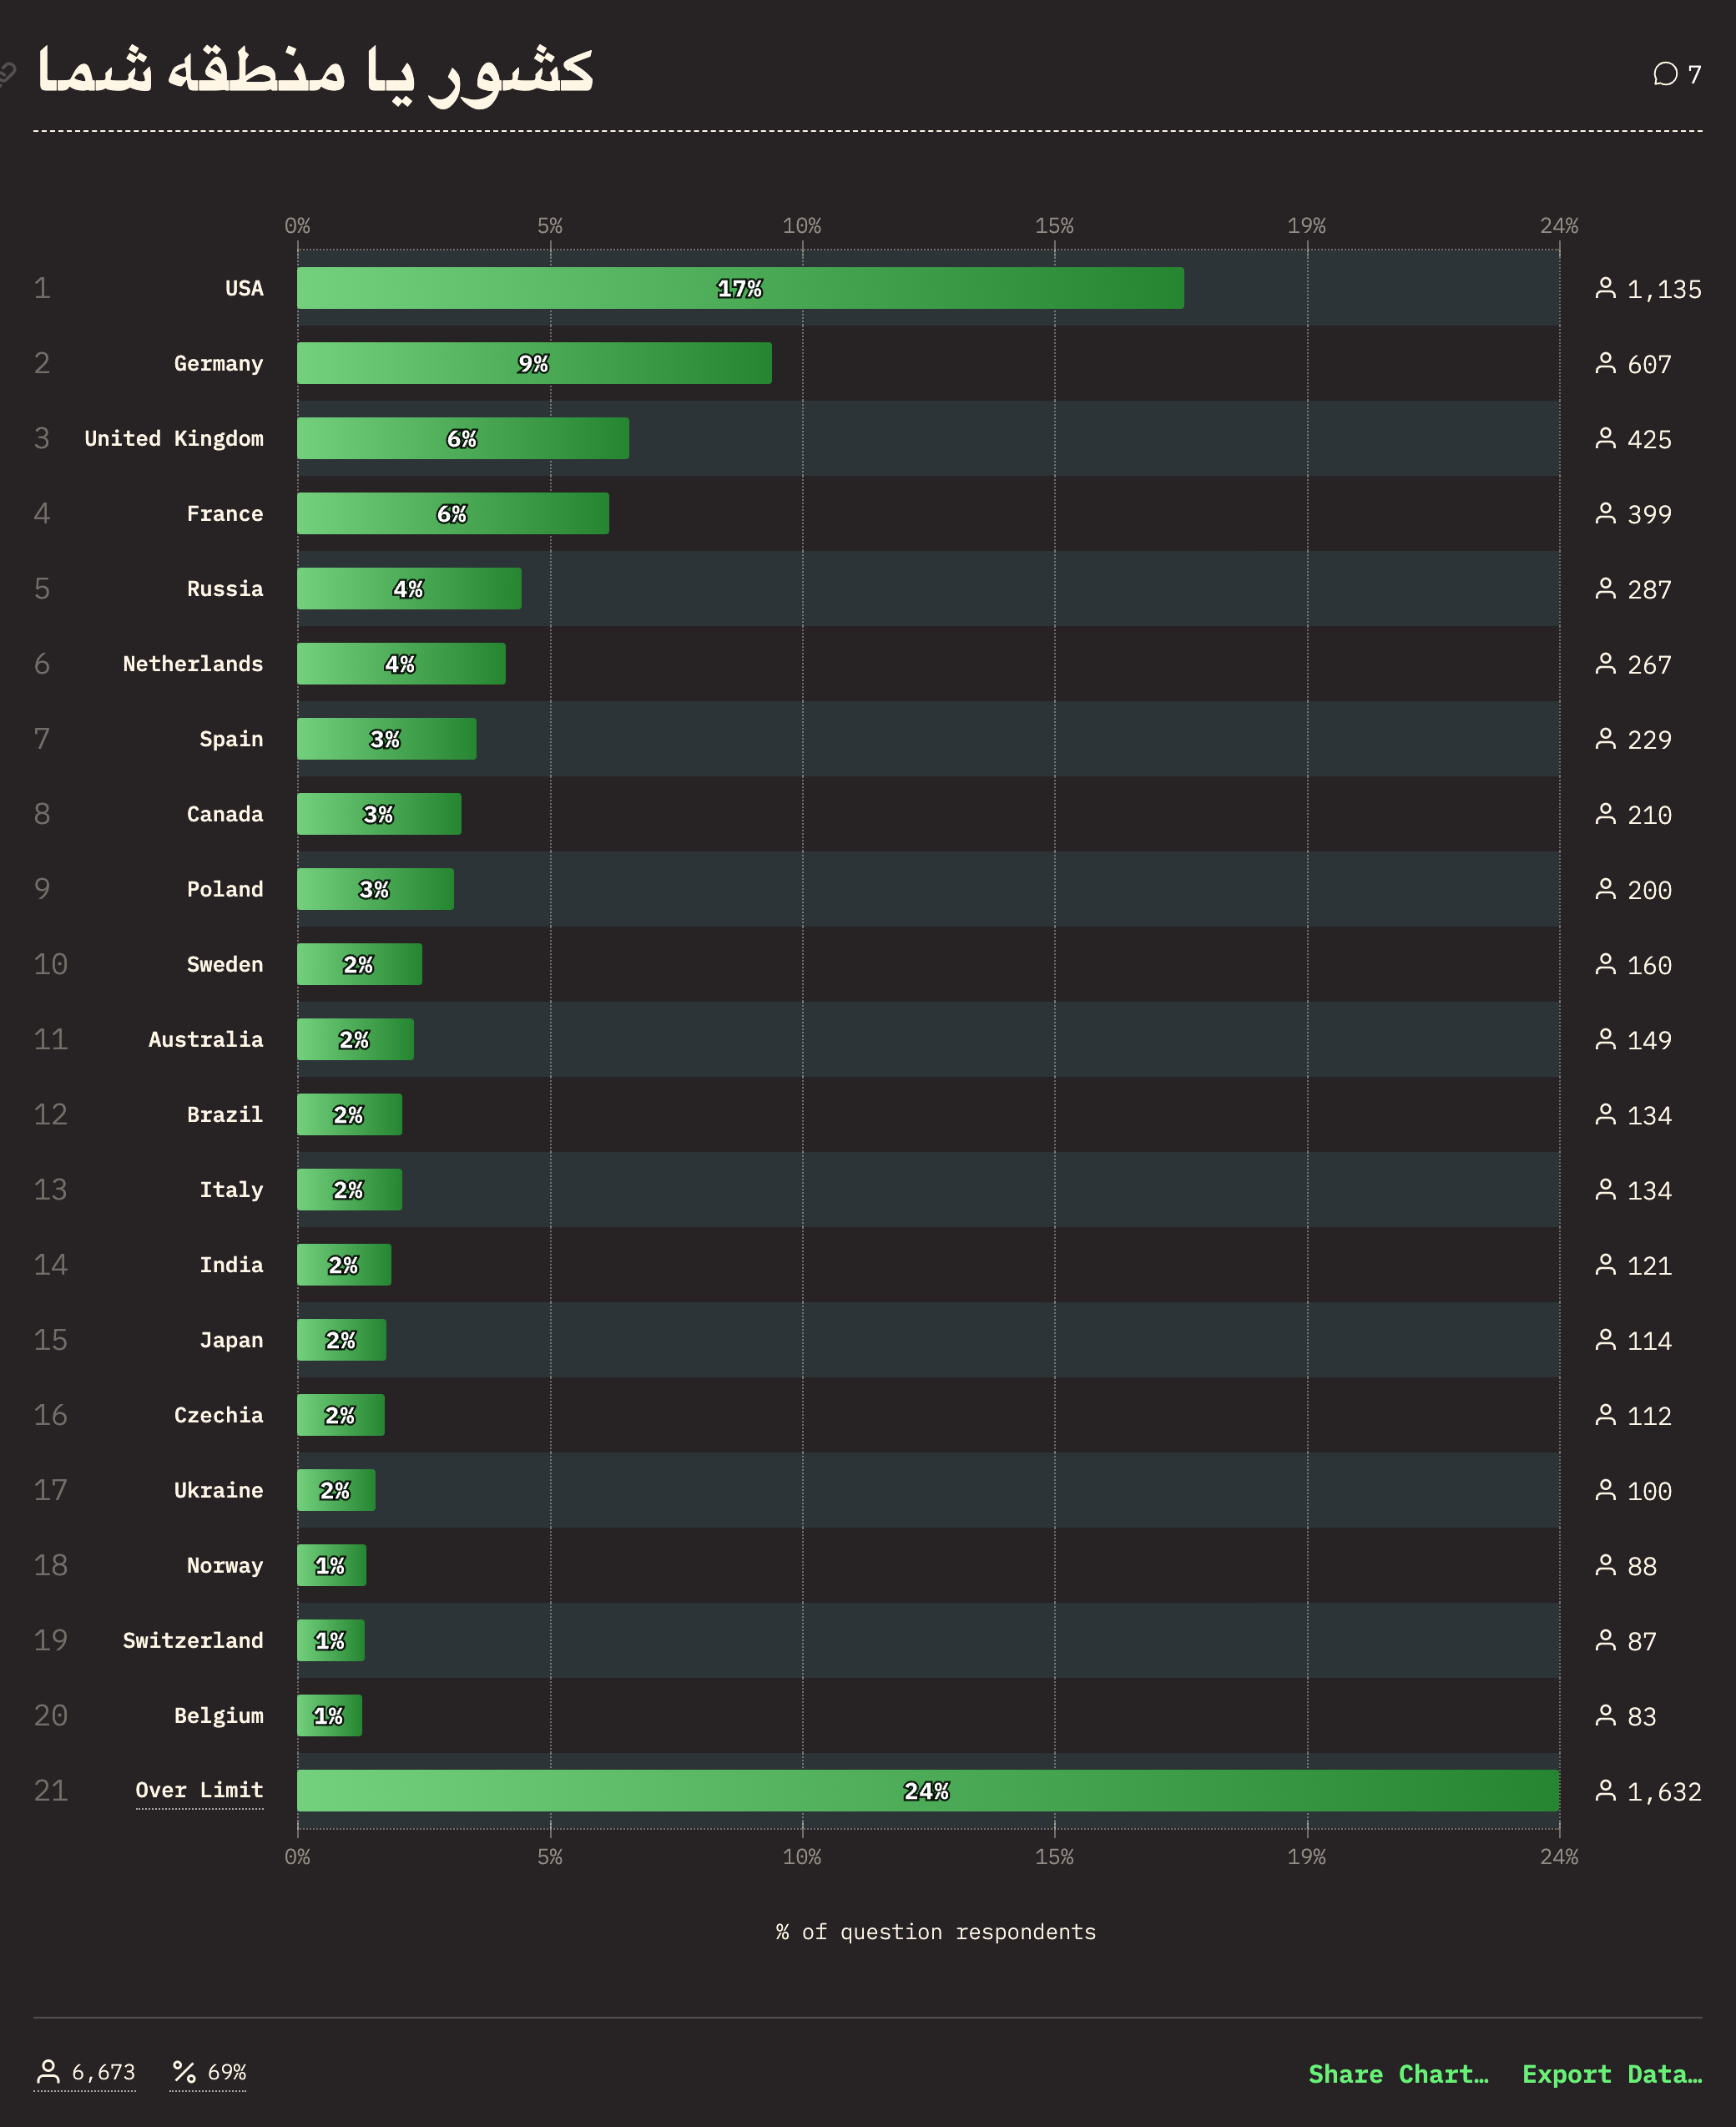 کشور یا منطقه شما
7
0% 5% 10% 15% 19% 24%
1 USA 17% 1,135
2 Germany 9% 607
3 United Kingdom 6% 425
4 France 6% 399
5 Russia 4% 287
6 Netherlands 4% 267
7 Spain 3% 229
8 Canada 3% 210
9 Poland 3% 200
10 Sweden 2% 160
11 Australia 2% 149
12 Brazil 2% 134
13 Italy 2% 134
14 India 2% 121
15 Japan 2% 114
16 Czechia 2% 112
17 Ukraine 2% 100
18 Norway 1% 88
19 Switzerland 1% 87
20 Belgium 1% 83
21 Over Limit 24% 1,632
0% 5% 10% 15% 19% 24%
% of question respondents
6,673 % 69% Share Chart… Export Data…